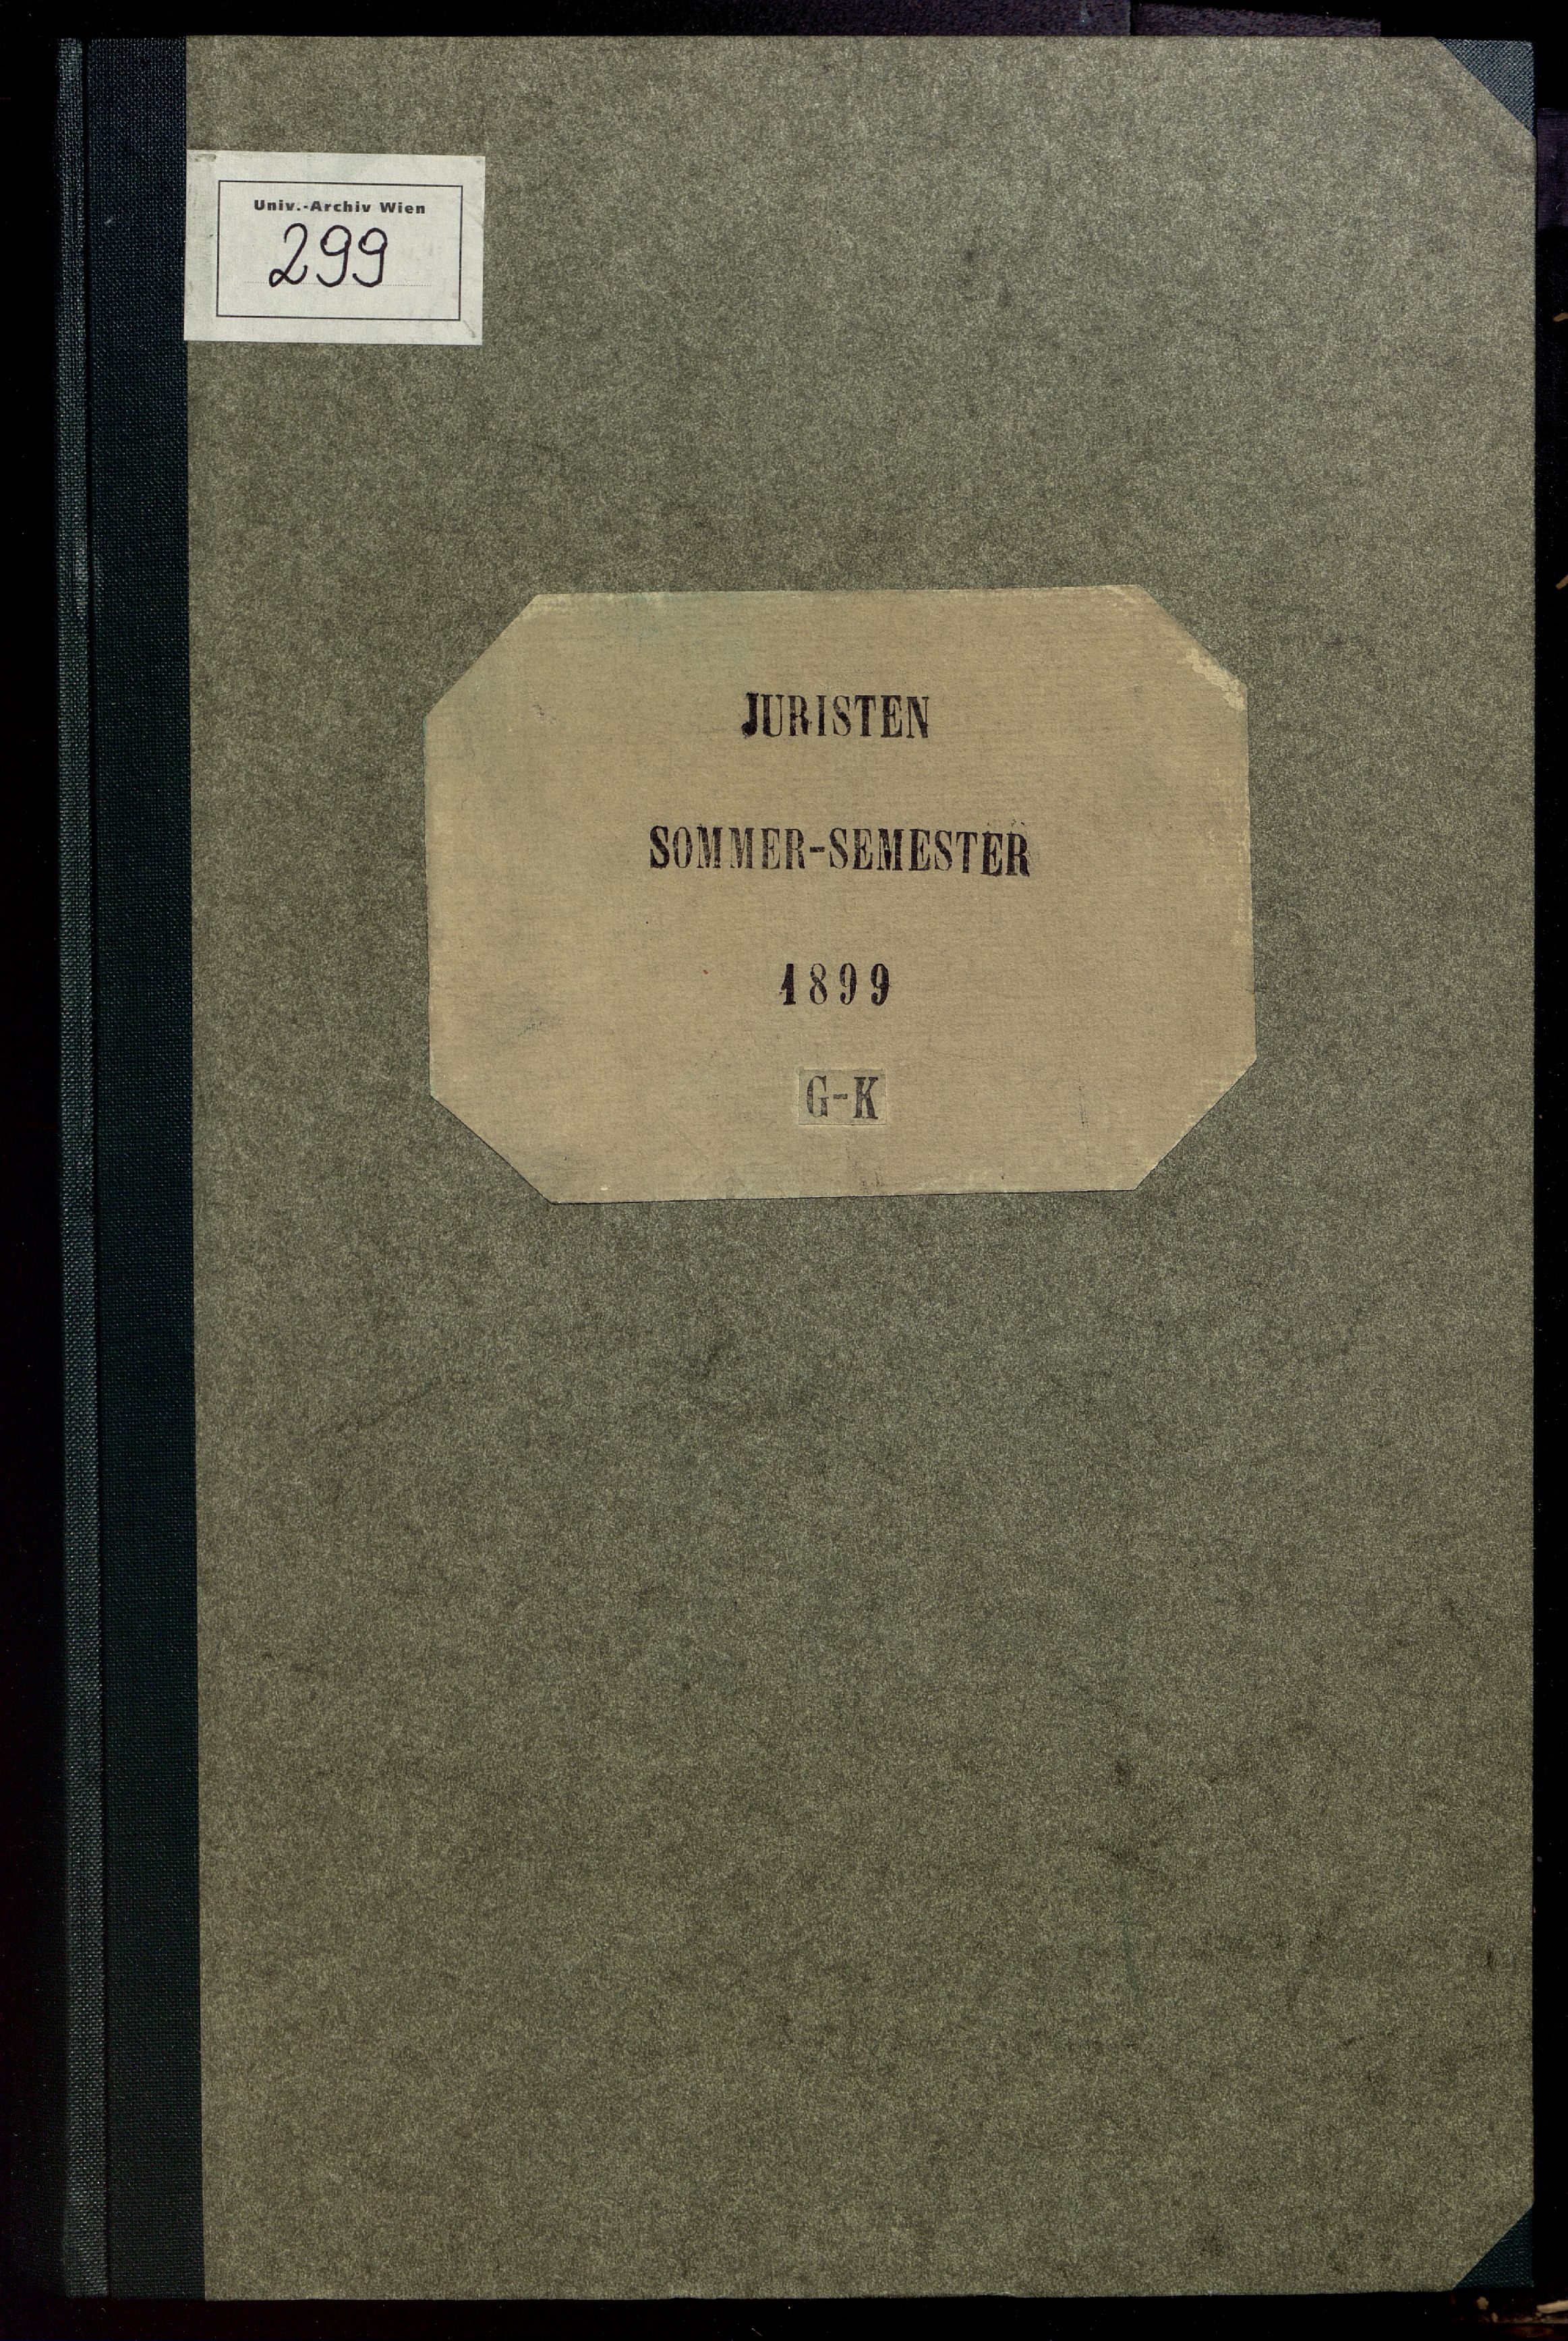 Univ.-Archiv Wien
299
JURISTEN
SOMMER-SEMESTER
1899
G-K